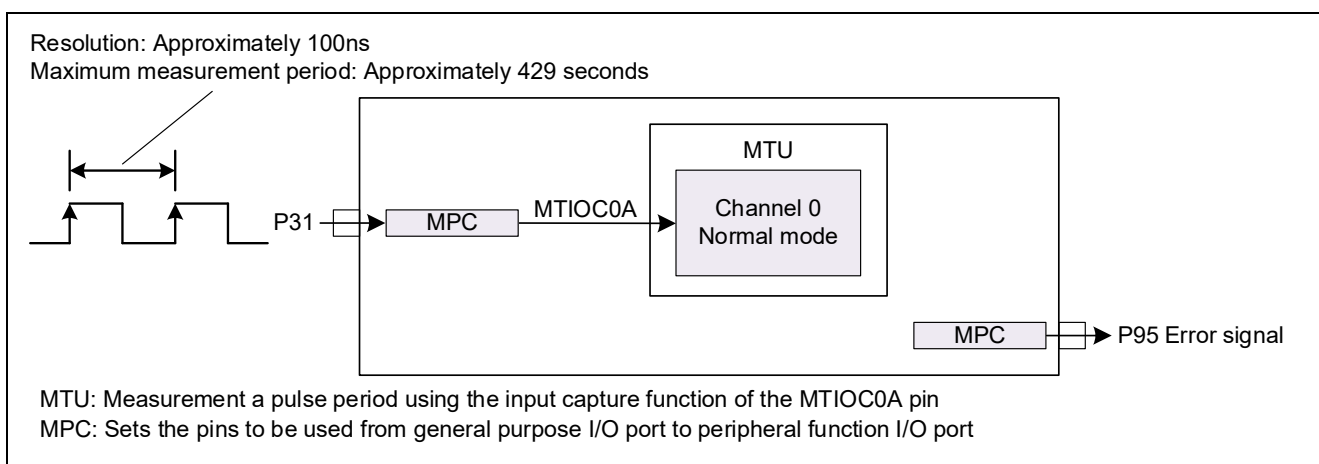 Resolution: Approximately 100ns
Maximum measurement period: Approximately 429 seconds
MTU
Channel 0
Normal mode
P31
MPC
MTIOC0A
MPC
P95 Error signal
MTU: Measurement a pulse period using the input capture function of the MTIOC0A pin
MPC: Sets the pins to be used from general purpose I/O port to peripheral function I/O port